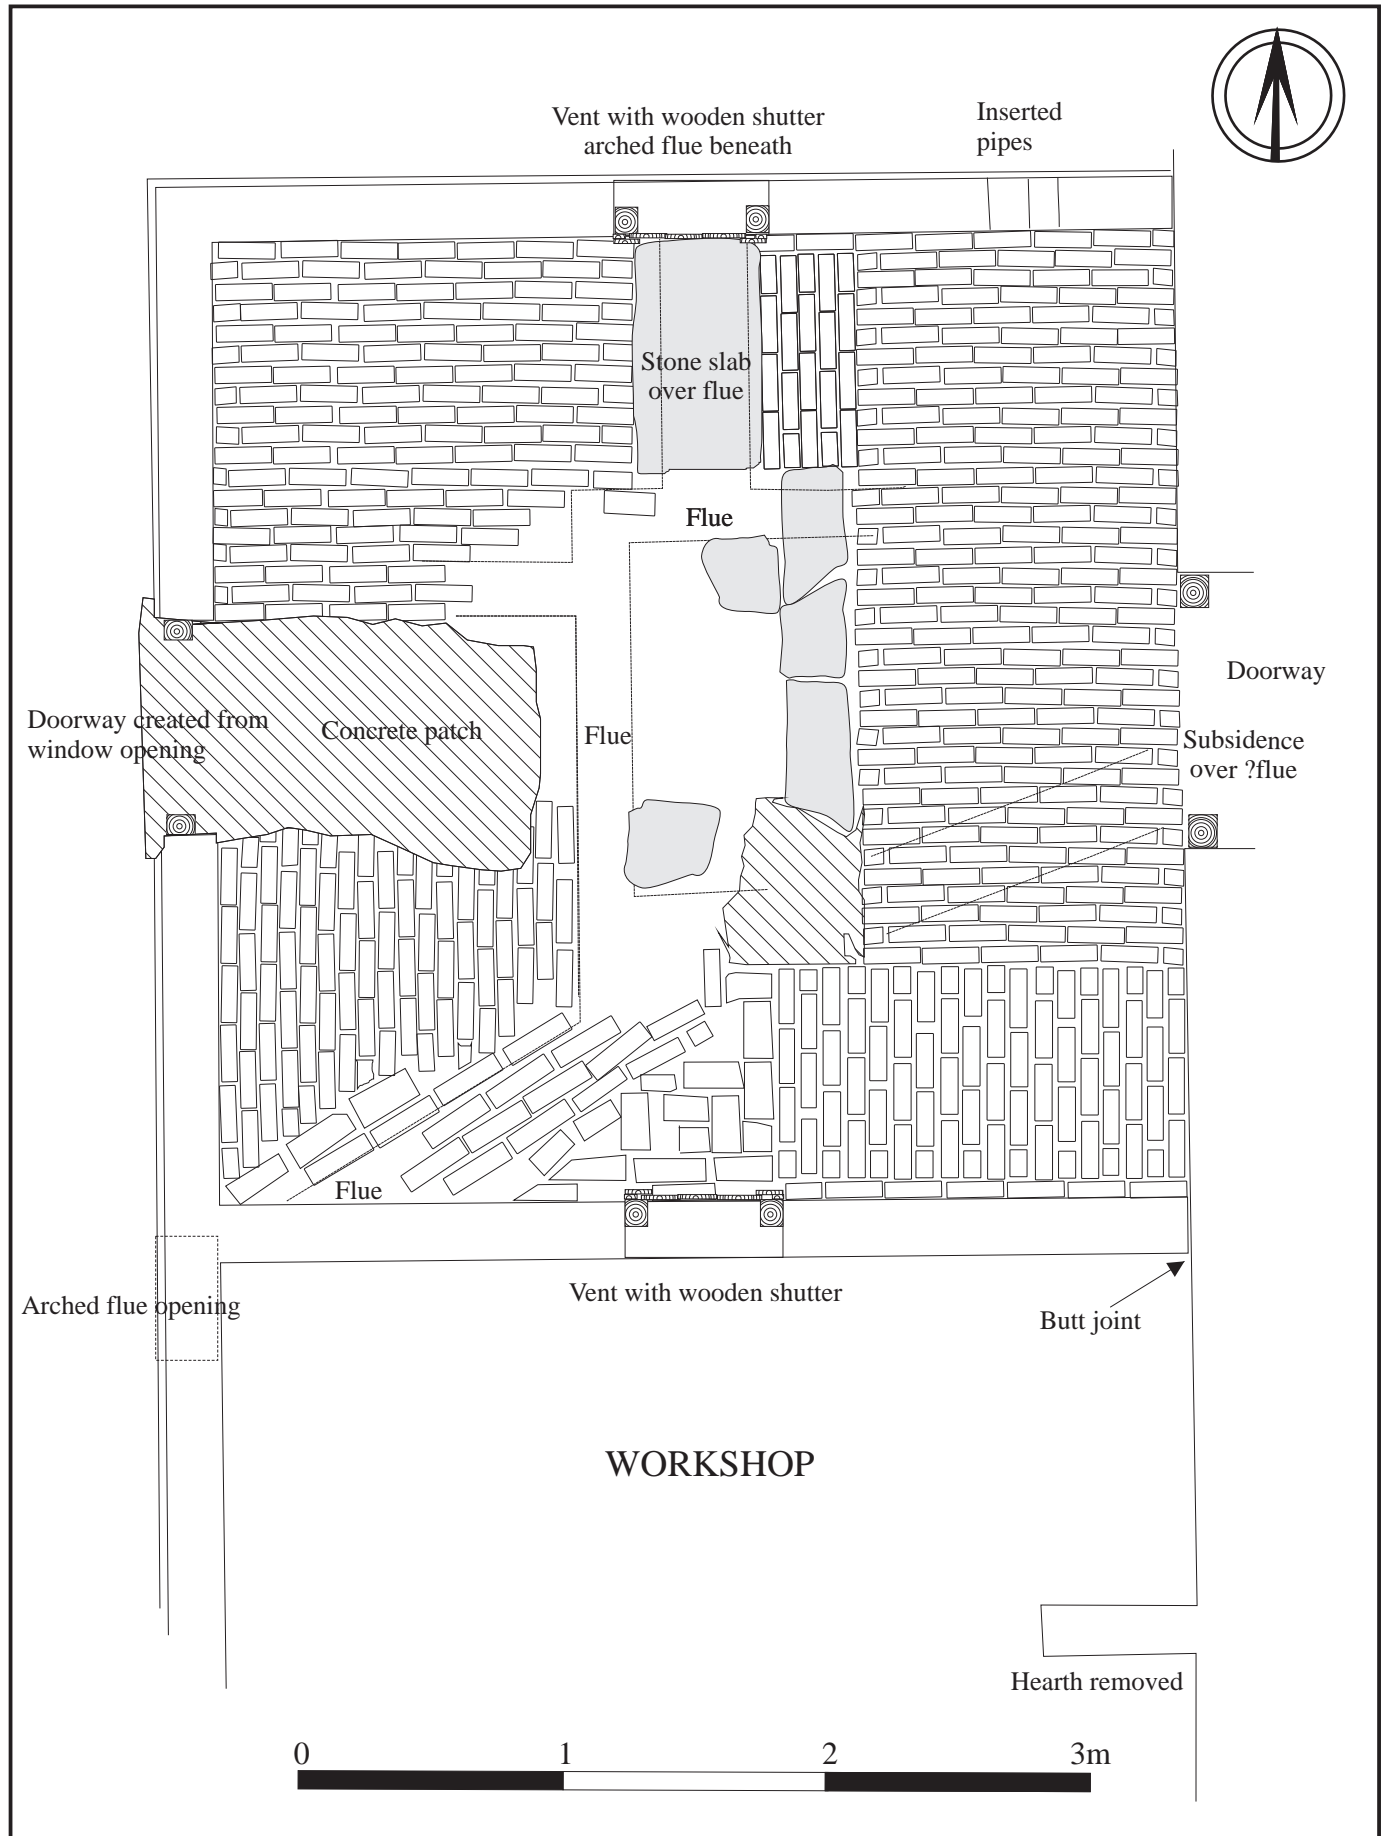 Vent with wooden shutter
arched flue beneath
Inserted
pipes
Stone slab
over flue
Flue
Doorway
Doorway created from
window opening
Concrete patch
Flue
Subsidence
over ?flue
Flue
Vent with wooden shutter
Arched flue opening
Butt joint
WORKSHOP
Hearth removed
0 1 2 3m